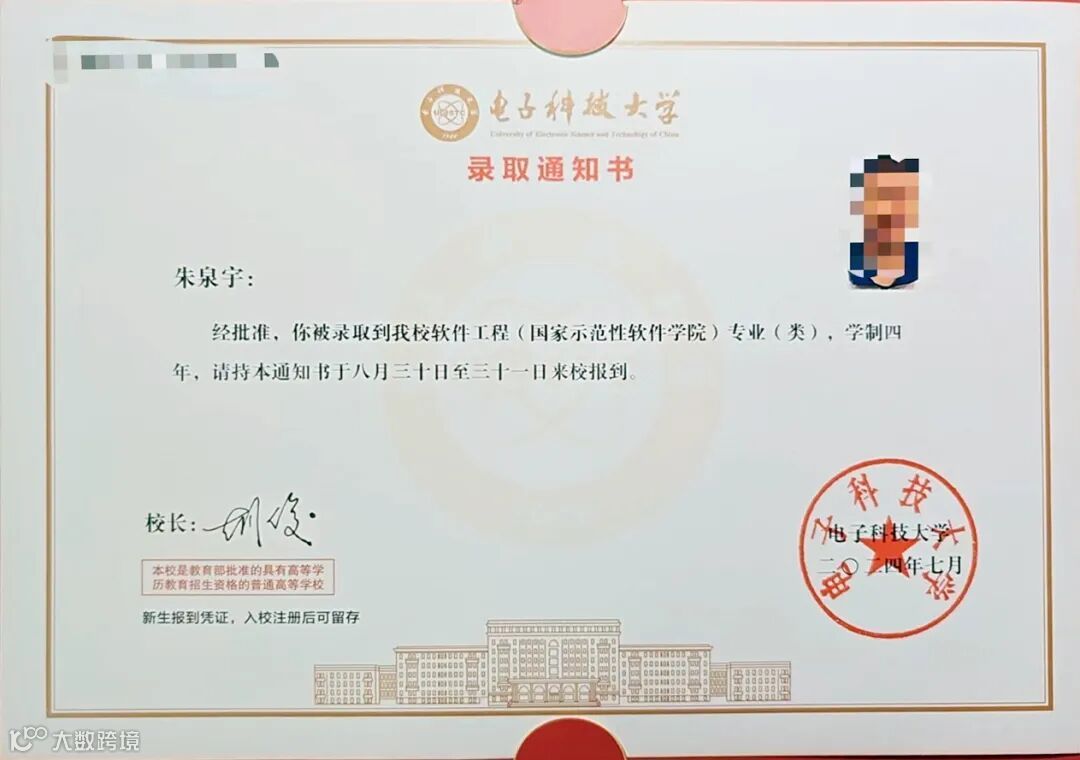 电子科技大学
University of Electronic Science and Technology of China
录取通知书
朱泉宇：
经批准，你被录取到我校软件工程（国家示范性软件学院）专业（类），学制四
年，请持本通知书于八月三十日至三十一日来校报到。
校长：
本校是教育部批准的具有高等学
历教育招生资格的普通高等学校
新生报到凭证，入校注册后可留存
电子科技大学
电子科技大学
二〇二四年七月
大数跨境